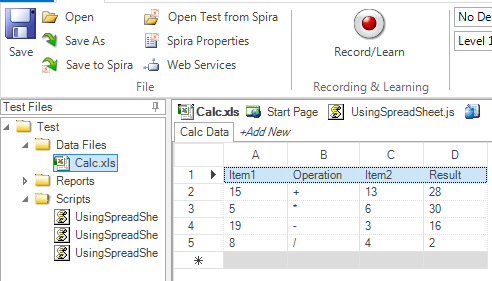 Save
Open
Save As
Save to Spira
Open Test from Spira
Spira Properties
Web Services
File
Record/Learn
Recording & Learning
No De
Level 1
Test Files
Test
Data Files
Calc.xls
Reports
Scripts
UsingSpreadShe
UsingSpreadShe
UsingSpreadShe
Calc.xls Start Page UsingSpreadSheet.js
Calc Data +Add New
A B C D
1 Item1 Operation Item2 Result
2 15 + 13 28
3 5 * 6 30
4 19 - 3 16
5 8 / 4 2